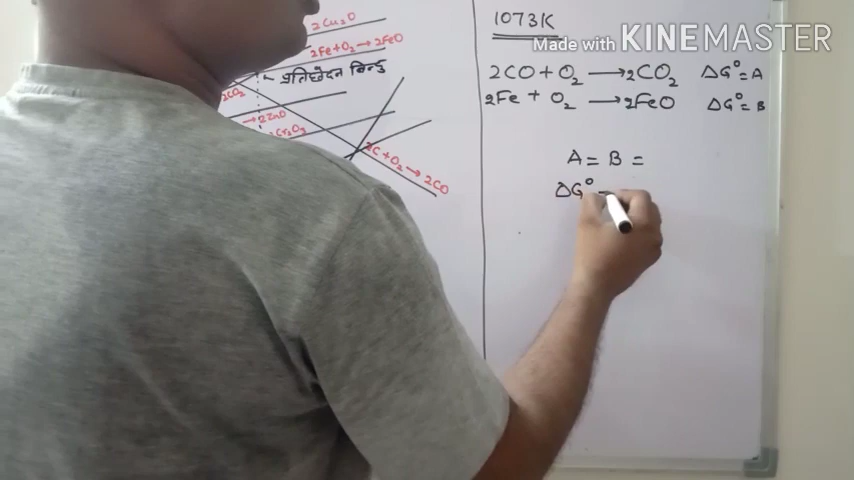 2Cu₂O
2Fe+O₂→2FeO
प्रतिच्छेदन बिन्दु
2CO₂
→2ZnO
2Cr₂O₃
2C+O₂→2CO
1073K
Made with KINEMASTER
2CO+O₂→2CO₂ ΔG°=A
2Fe+O₂→2FeO ΔG°=B
A=B=
ΔG°